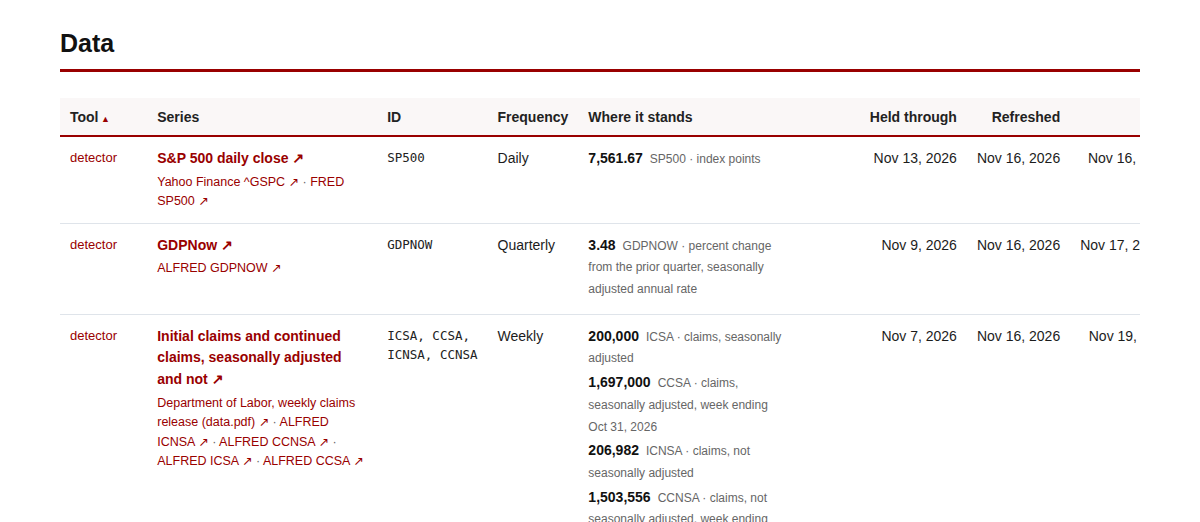 Data
Tool ▲ Series ID Frequency Where it stands Held through Refreshed
detector S&P 500 daily close ↗ SP500 Daily 7,561.67 SP500 · index points Nov 13, 2026 Nov 16, 2026 Nov 16,
Yahoo Finance ^GSPC ↗ · FRED
SP500 ↗
detector GDPNow ↗ GDPNOW Quarterly 3.48 GDPNOW · percent change Nov 9, 2026 Nov 16, 2026 Nov 17, 2
ALFRED GDPNOW ↗ from the prior quarter, seasonally
adjusted annual rate
detector Initial claims and continued ICSA, CCSA, Weekly 200,000 ICSA · claims, seasonally Nov 7, 2026 Nov 16, 2026 Nov 19,
claims, seasonally adjusted ICNSA, CCNSA adjusted
and not ↗ 1,697,000 CCSA · claims,
Department of Labor, weekly claims seasonally adjusted, week ending
release (data.pdf) ↗ · ALFRED Oct 31, 2026
ICNSA ↗ · ALFRED CCNSA ↗ · 206,982 ICNSA · claims, not
ALFRED ICSA ↗ · ALFRED CCSA ↗ seasonally adjusted
1,503,556 CCNSA · claims, not
seasonally adjusted, week ending